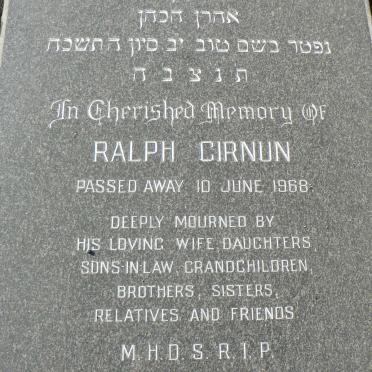 אהרן הכהן
נפטר בשם טוב יב סיון התשכח
ת נ צ ב ה
In Cherished Memory Of
RALPH CIRNUN
PASSED AWAY 10 JUNE 1968.
DEEPLY MOURNED BY
HIS LOVING WIFE, DAUGHTERS,
SONS-IN-LAW, GRANDCHILDREN,
BROTHERS, SISTERS,
RELATIVES AND FRIENDS.
M.H.D.S.R.I.P.